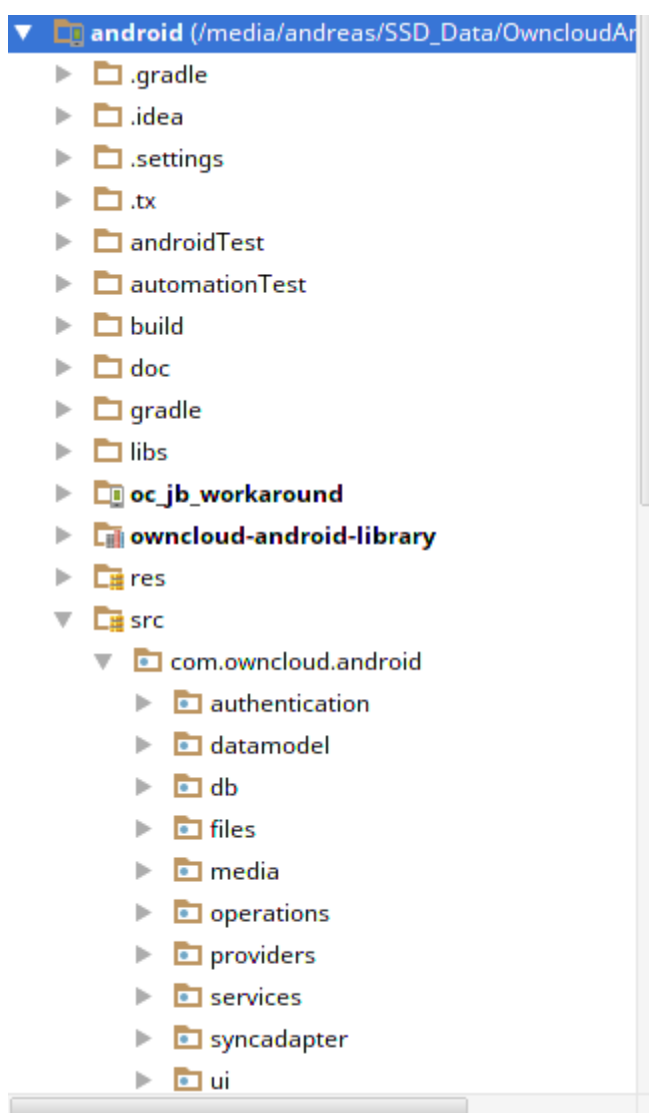 android (/media/andreas/SSD_Data/OwncloudAr
.gradle
.idea
.settings
.tx
androidTest
automationTest
build
doc
gradle
libs
oc_jb_workaround
owncloud-android-library
res
src
com.owncloud.android
authentication
datamodel
db
files
media
operations
providers
services
syncadapter
ui